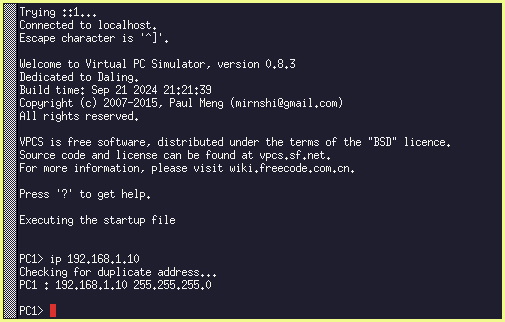 Trying ::1...
Connected to localhost.
Escape character is '^]'.
Welcome to Virtual PC Simulator, version 0.8.3
Dedicated to Daling.
Build time: Sep 21 2024 21:21:39
Copyright (c) 2007-2015, Paul Meng (mirnshi@gmail.com)
All rights reserved.
VPCS is free software, distributed under the terms of the "BSD" licence.
Source code and license can be found at vpcs.sf.net.
For more information, please visit wiki.freecode.com.cn.
Press '?' to get help.
Executing the startup file
PC1> ip 192.168.1.10
Checking for duplicate address...
PC1 : 192.168.1.10 255.255.255.0
PC1>